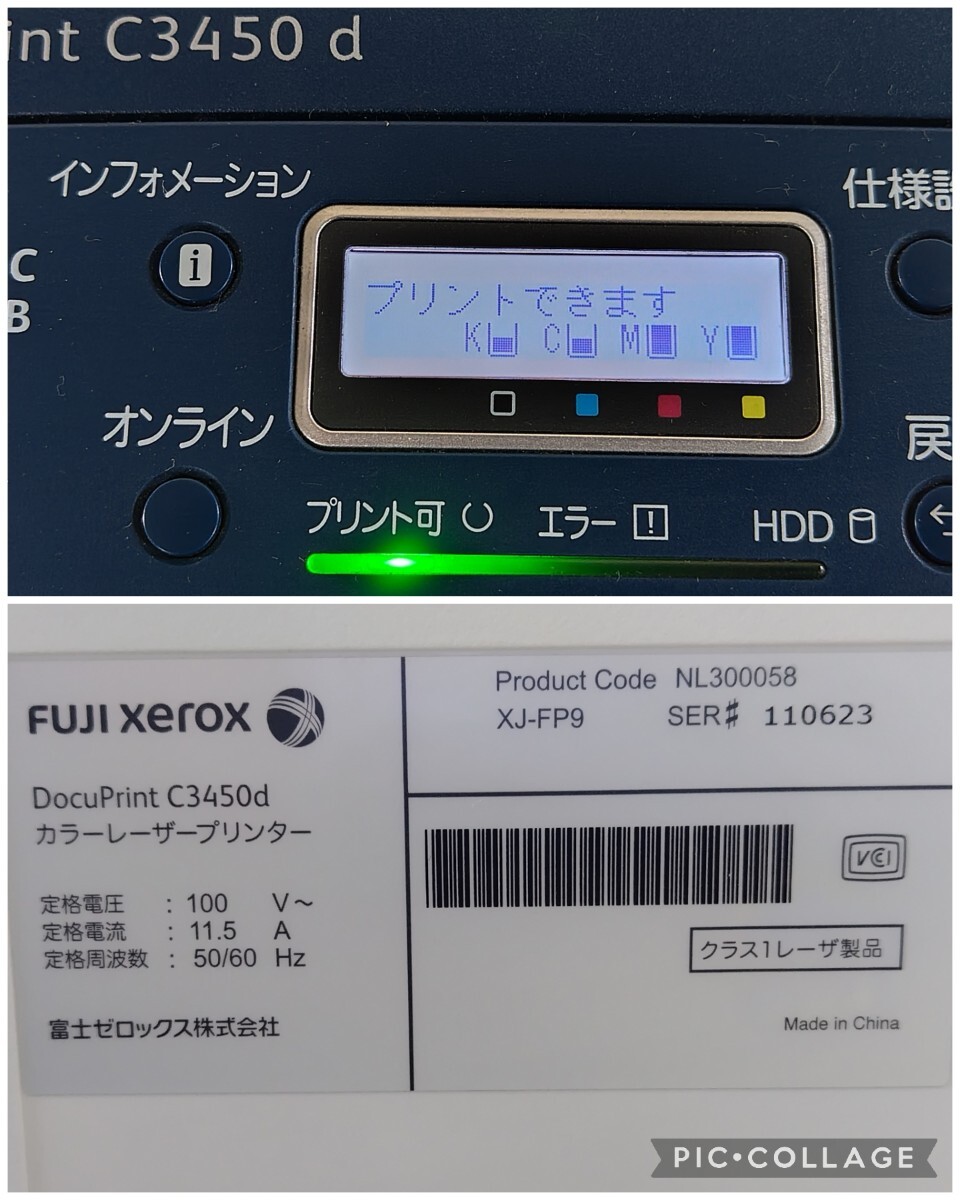 int C3450 d
インフォメーション
仕様設
C
B
i
プリントできます
K C M Y
オンライン
戻
プリント可 エラー ! HDD
FUJI xerox
DocuPrint C3450d
カラーレーザープリンター
定格電圧 : 100 V～
定格電流 : 11.5 A
定格周波数 : 50/60 Hz
富士ゼロックス株式会社
Product Code NL300058
XJ-FP9 SER# 110623
VCI
クラス1レーザ製品
Made in China
PIC•COLLAGE